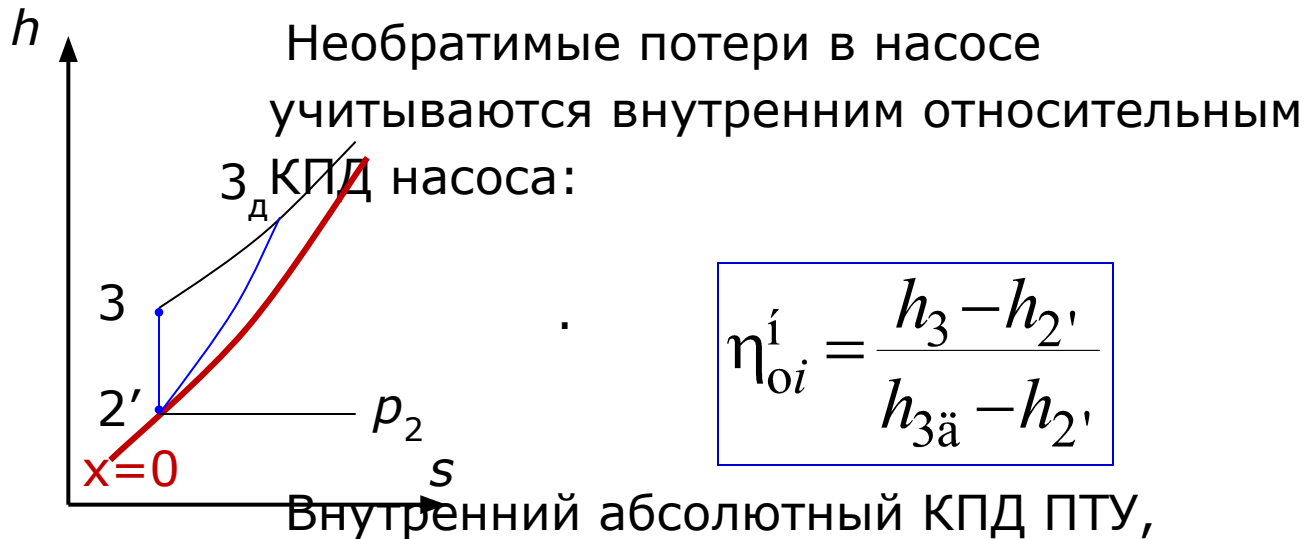 h
Необратимые потери в насосе
учитываются внутренним относительным
КПД насоса:
3д
3
.
ηоi^í = (h3 – h2') / (h3ä – h2')
2′
p2
x=0
s
Внутренний абсолютный КПД ПТУ,